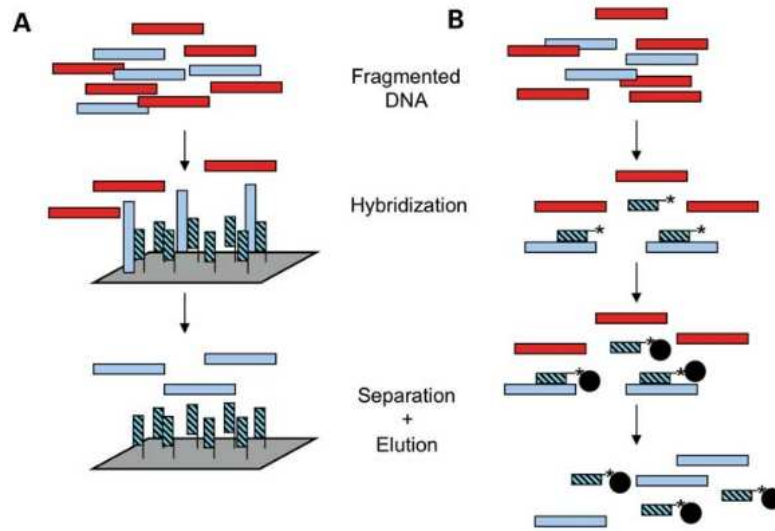 A
B
Fragmented
DNA
Hybridization
*
*
*
*
*
*
Separation
+
Elution
*
*
*